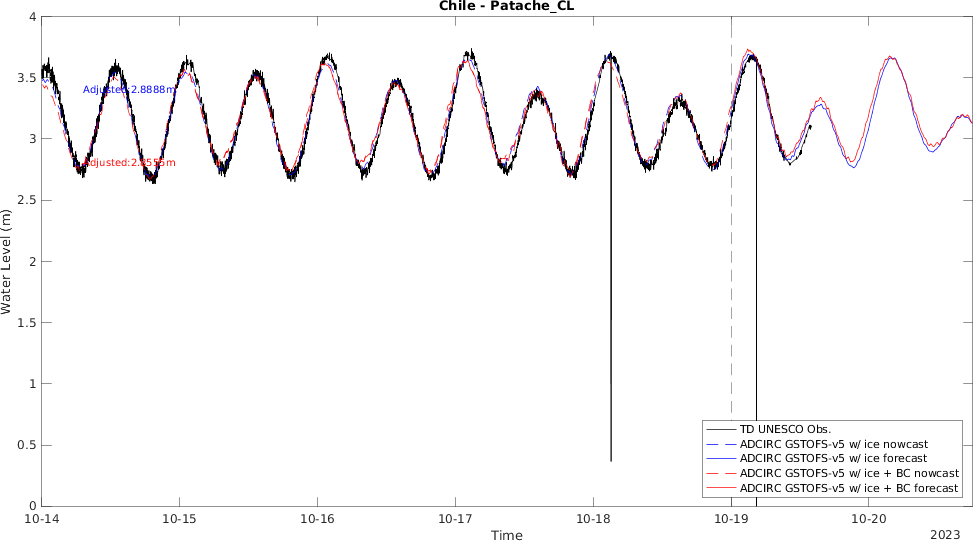 Chile - Patache_CL
4
3.5
3
2.5
2
1.5
1
0.5
0
Water Level (m)
Adjusted:2.8888m
10-14
10-15
10-16
10-17
10-18
10-19
10-20
Time
2023
TD UNESCO Obs.
ADCIRC GSTOFS-v5 w/ ice nowcast
ADCIRC GSTOFS-v5 w/ ice forecast
ADCIRC GSTOFS-v5 w/ ice + BC nowcast
ADCIRC GSTOFS-v5 w/ ice + BC forecast